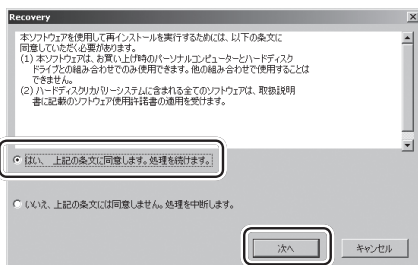 Recovery
本ソフトウェアを使用して再インストールを実行するためには、以下の条文に
同意していただく必要があります。
(1) 本ソフトウェアは、お買い上げ時のパーソナルコンピューターとハードディスク
ドライブとの組み合わせでのみ使用できます。他の組み合わせで使用することは
できません。
(2) ハードディスクリカバリーシステムに含まれる全てのソフトウェアは、取扱説明
書に記載のソフトウェア使用許諾書の適用を受けます。
はい、 上記の条文に同意します。処理を続けます。
いいえ、上記の条文には同意しません。処理を中断します。
次へ
キャンセル